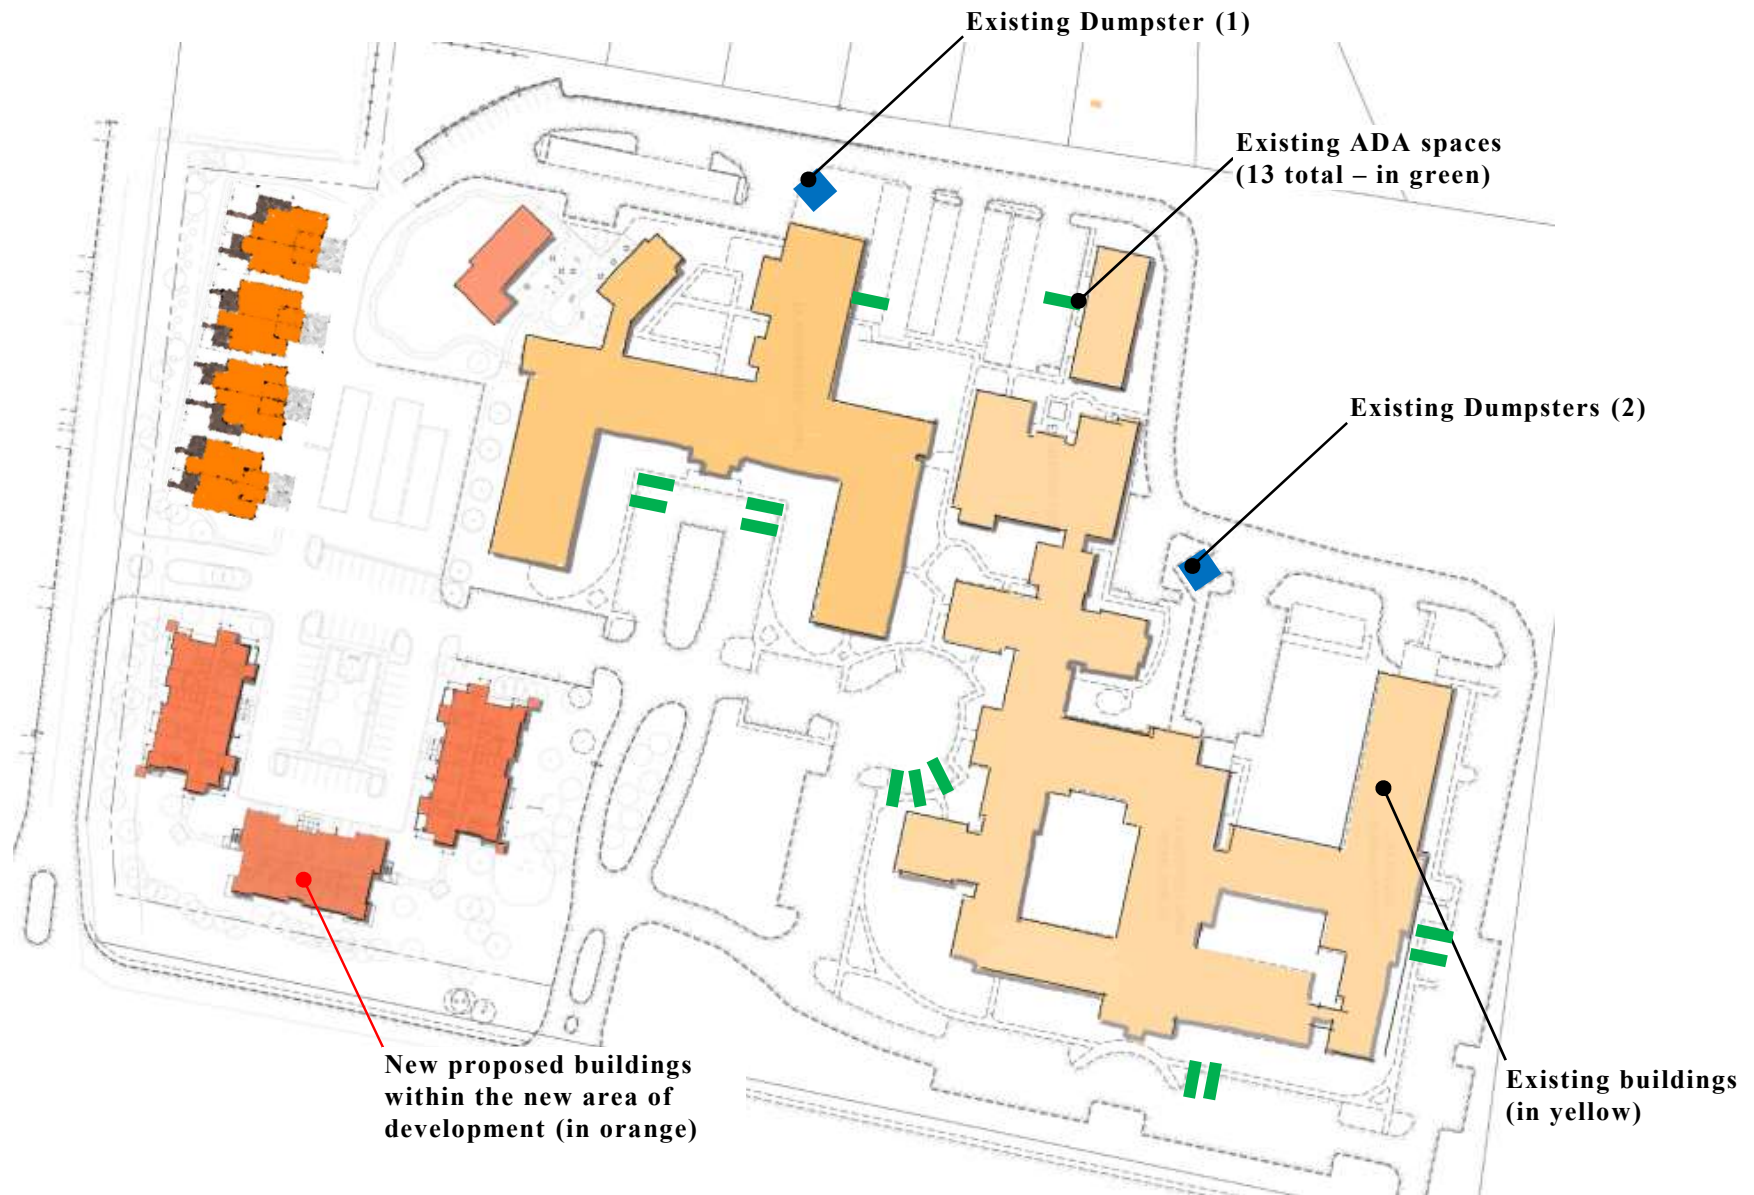 Existing Dumpster (1)
Existing ADA spaces
(13 total – in green)
Existing Dumpsters (2)
New proposed buildings
within the new area of
development (in orange)
Existing buildings
(in yellow)